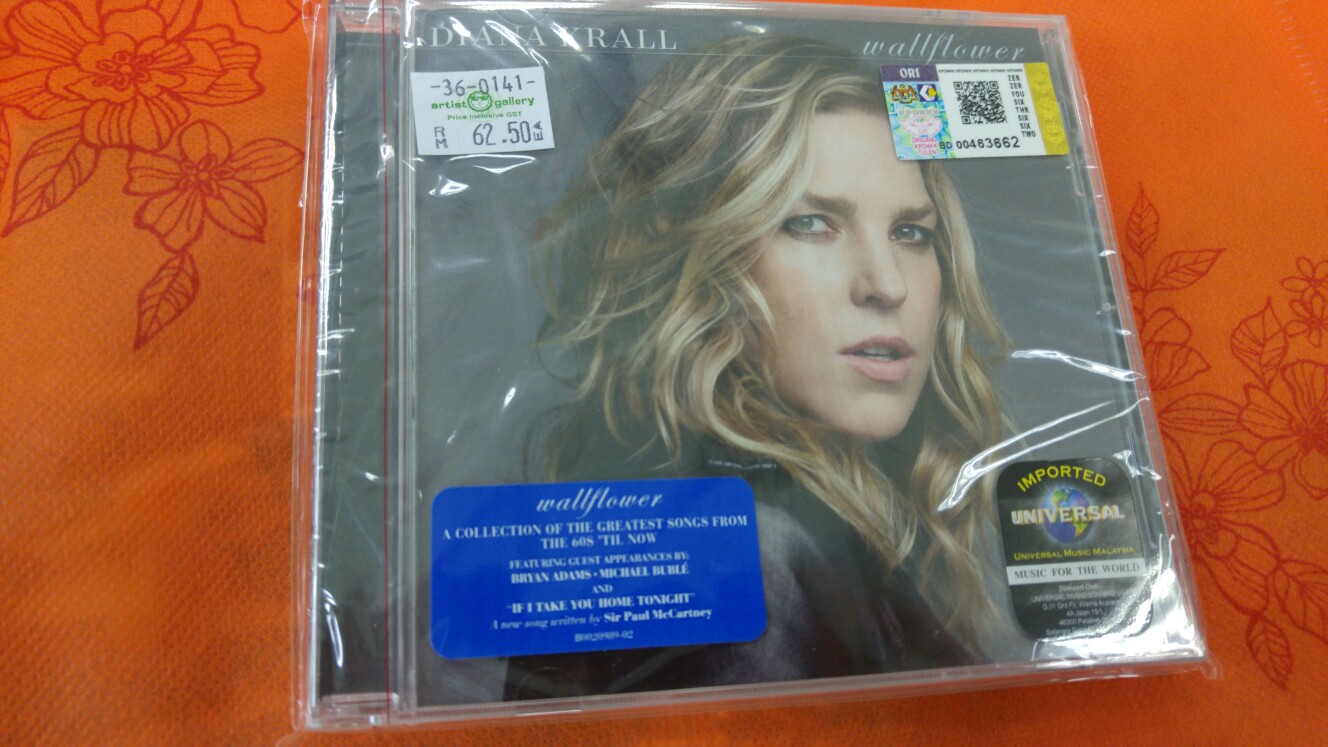 DIANA KRALL
wallflower
-36-0141-
artist gallery
Price Inclusive GST
RM 62.50
ORI
ZER
ZER
FOU
SIX
THR
SIX
SIX
TWO
BD 00463662
wallflower
A COLLECTION OF THE GREATEST SONGS FROM
THE 60S 'TIL NOW
FEATURING GUEST APPEARANCES BY:
BRYAN ADAMS • MICHAEL BUBLÉ
AND
"IF I TAKE YOU HOME TONIGHT"
A new song written by Sir Paul McCartney
B0020989-02
IMPORTED
UNIVERSAL
UNIVERSAL MUSIC MALAYSIA
MUSIC FOR THE WORLD